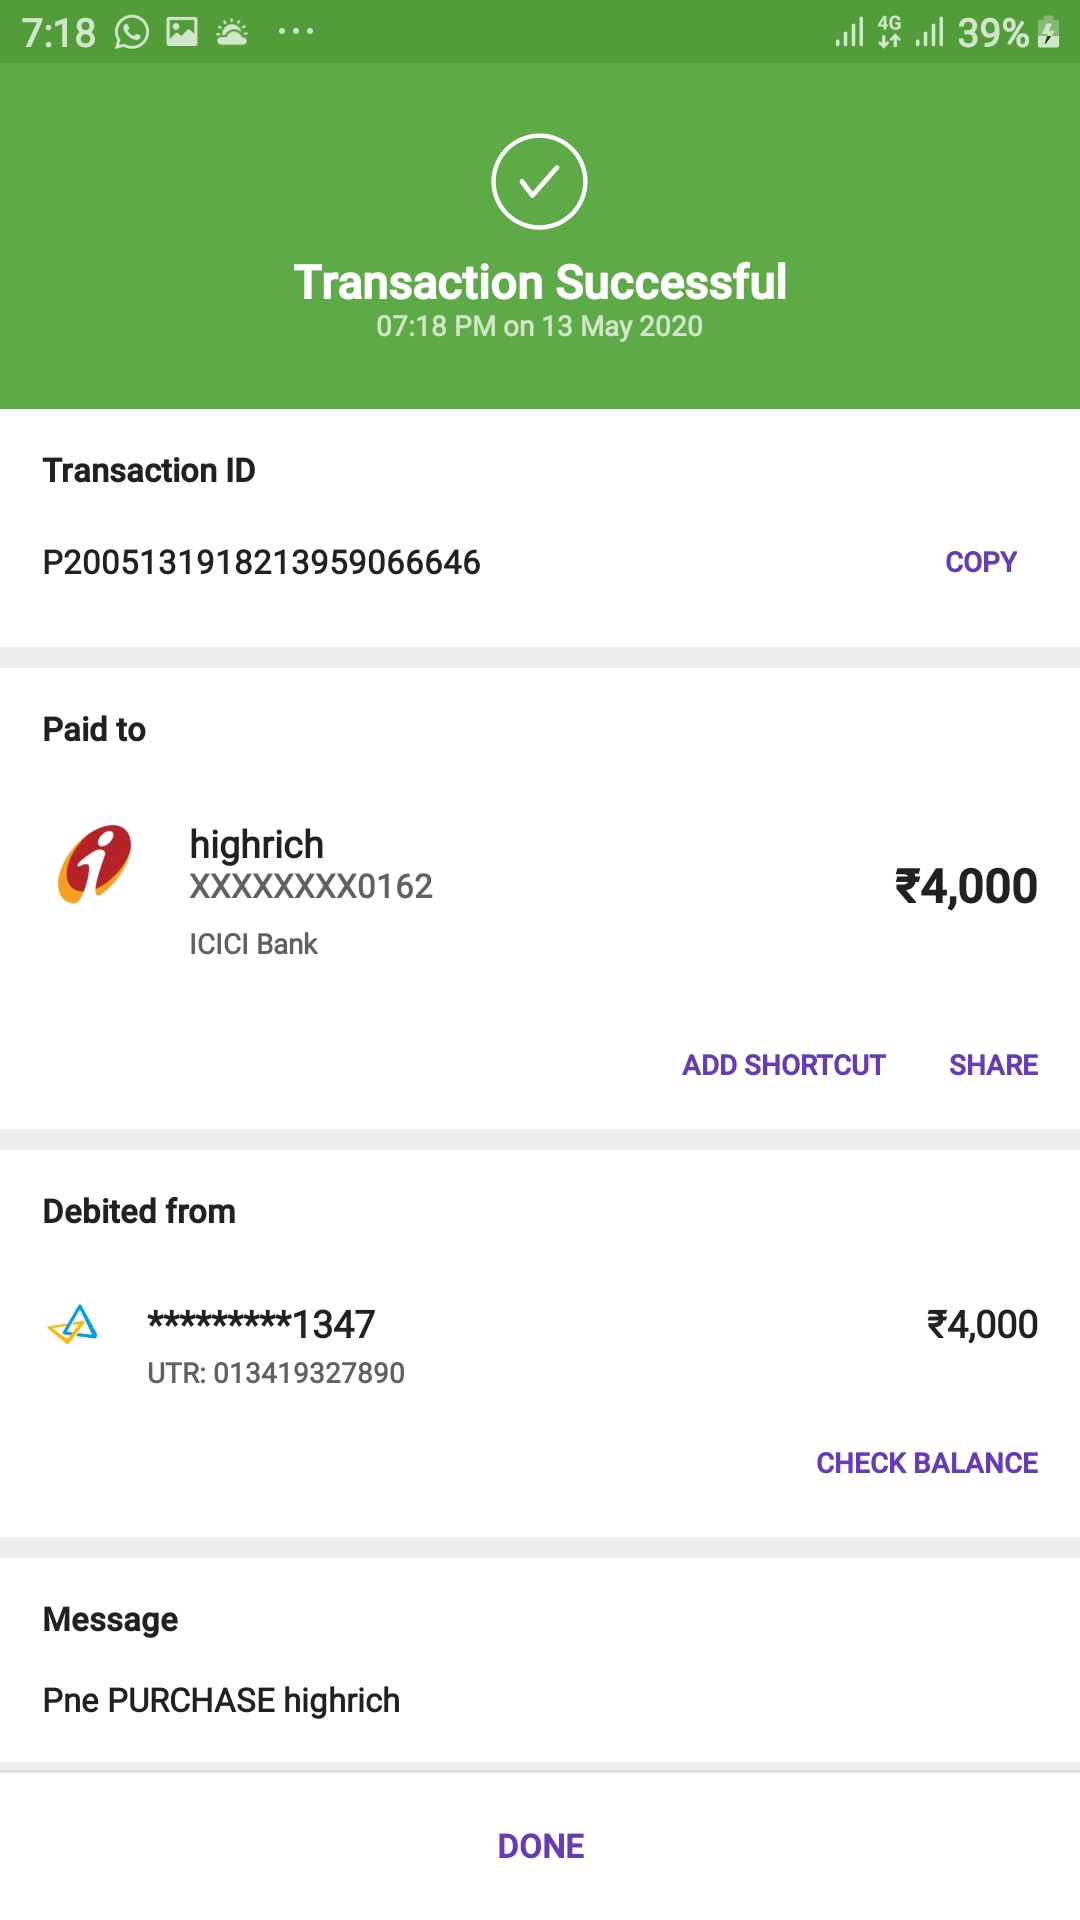 7:18 4G 39%
Transaction Successful
07:18 PM on 13 May 2020
Transaction ID
P2005131918213959066646 COPY
Paid to
highrich
XXXXXXXX0162 ₹4,000
ICICI Bank
ADD SHORTCUT SHARE
Debited from
*********1347 ₹4,000
UTR: 013419327890
CHECK BALANCE
Message
Pne PURCHASE highrich
DONE